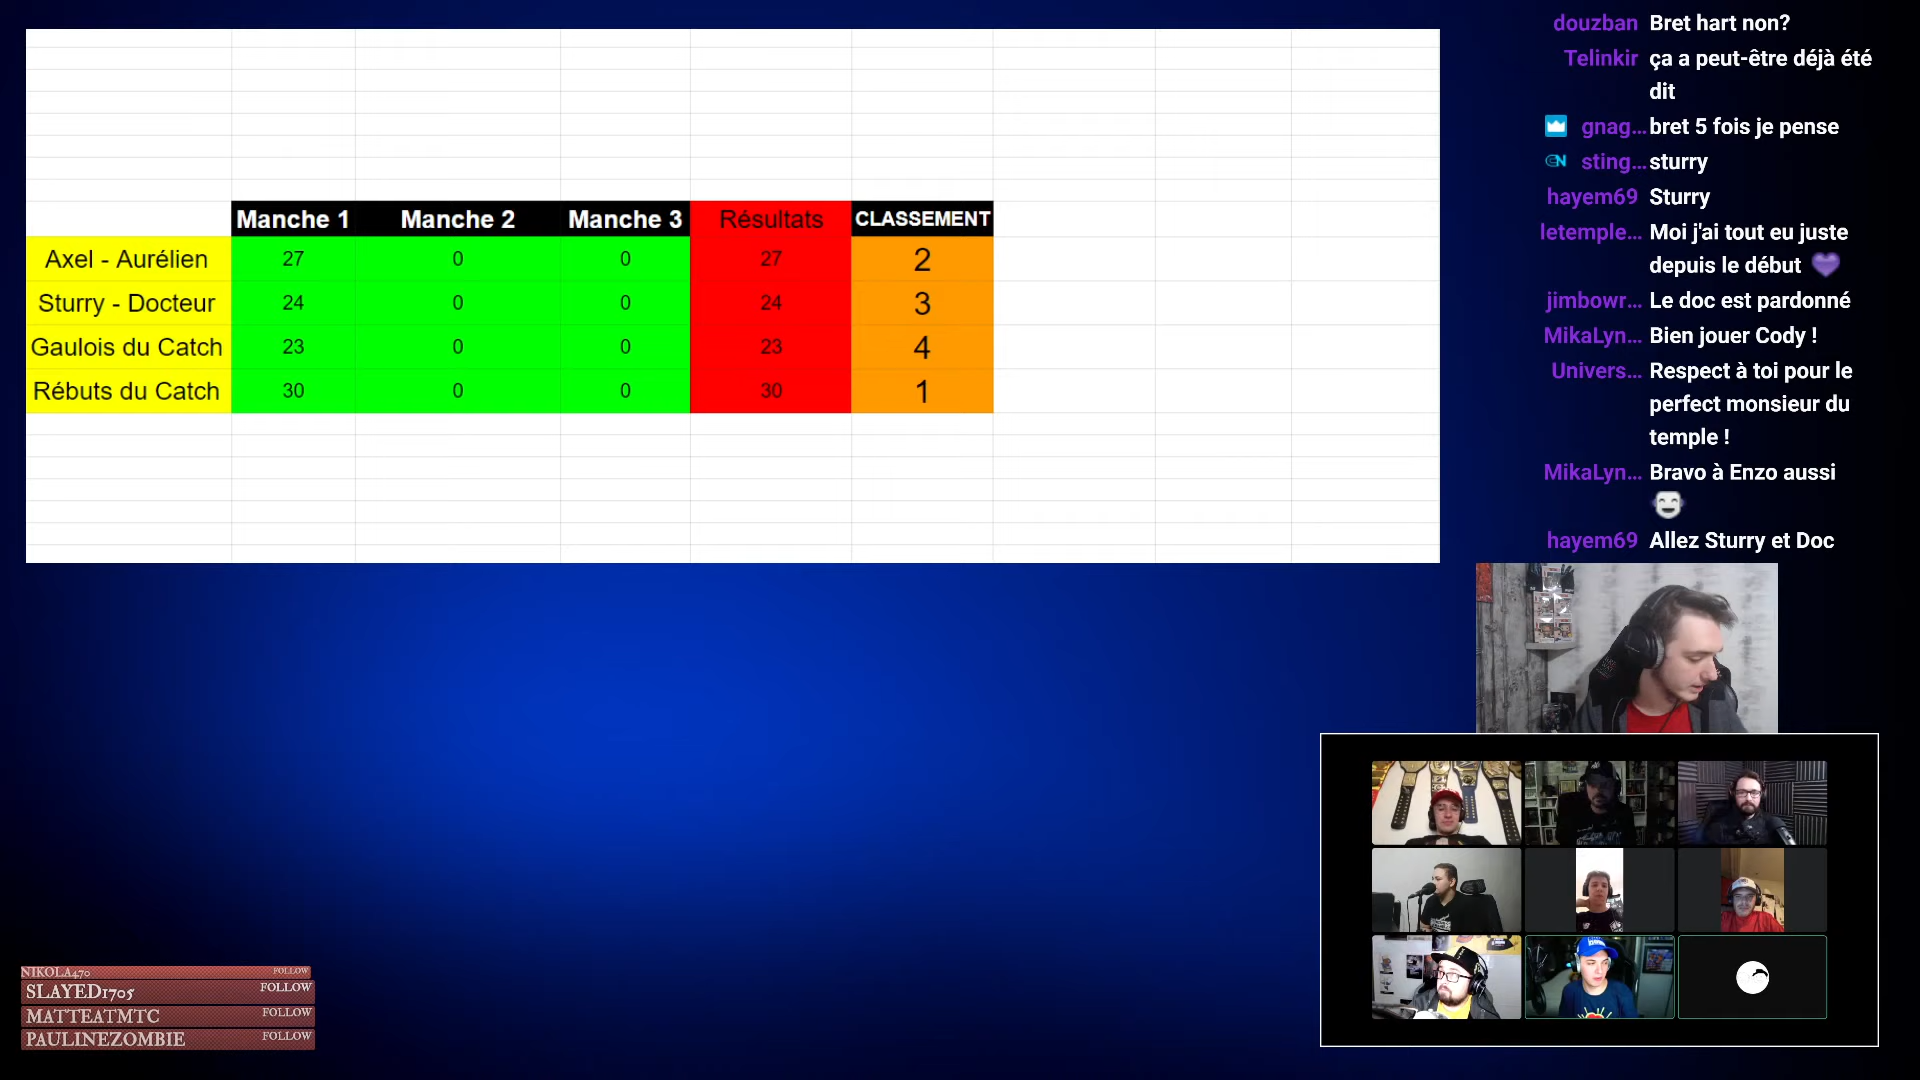 Manche 1 Manche 2 Manche 3 Résultats CLASSEMENT
Axel - Aurélien 27 0 0 27 2
Sturry - Docteur 24 0 0 24 3
Gaulois du Catch 23 0 0 23 4
Rébuts du Catch 30 0 0 30 1
douzban Bret hart non?
Telinkir ça a peut-être déjà été
dit
gnag... bret 5 fois je pense
sting... sturry
hayem69 Sturry
letemple... Moi j'ai tout eu juste
depuis le début
jimbowr... Le doc est pardonné
MikaLyn... Bien jouer Cody !
Univers... Respect à toi pour le
perfect monsieur du
temple !
MikaLyn... Bravo à Enzo aussi
hayem69 Allez Sturry et Doc
NIKOLA470 FOLLOW
SLAYED1705 FOLLOW
MATTEATMTC FOLLOW
PAULINEZOMBIE FOLLOW